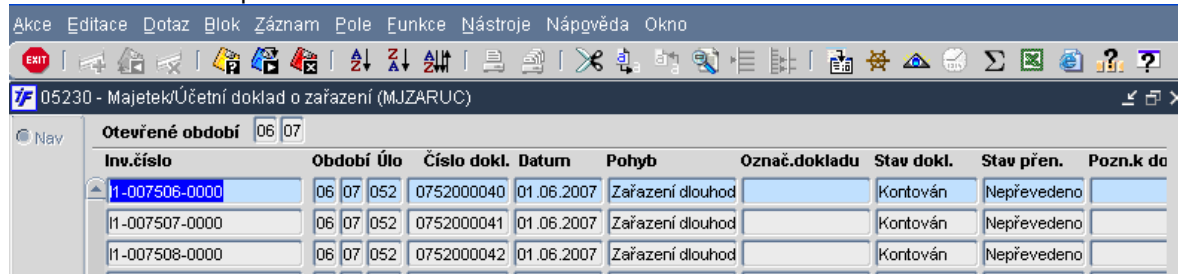 Akce Editace Dotaz Blok Záznam Pole Funkce Nástroje Nápověda Okno
EXIT
05230 - Majetek/Účetní doklad o zařazení (MJZARUC)
Nav Otevřené období 06 07
Inv.číslo Období Úlo Číslo dokl. Datum Pohyb Označ.dokladu Stav dokl. Stav přen. Pozn.k do
I1-007506-0000 06 07 052 0752000040 01.06.2007 Zařazení dlouhod Kontován Nepřevedeno
I1-007507-0000 06 07 052 0752000041 01.06.2007 Zařazení dlouhod Kontován Nepřevedeno
I1-007508-0000 06 07 052 0752000042 01.06.2007 Zařazení dlouhod Kontován Nepřevedeno